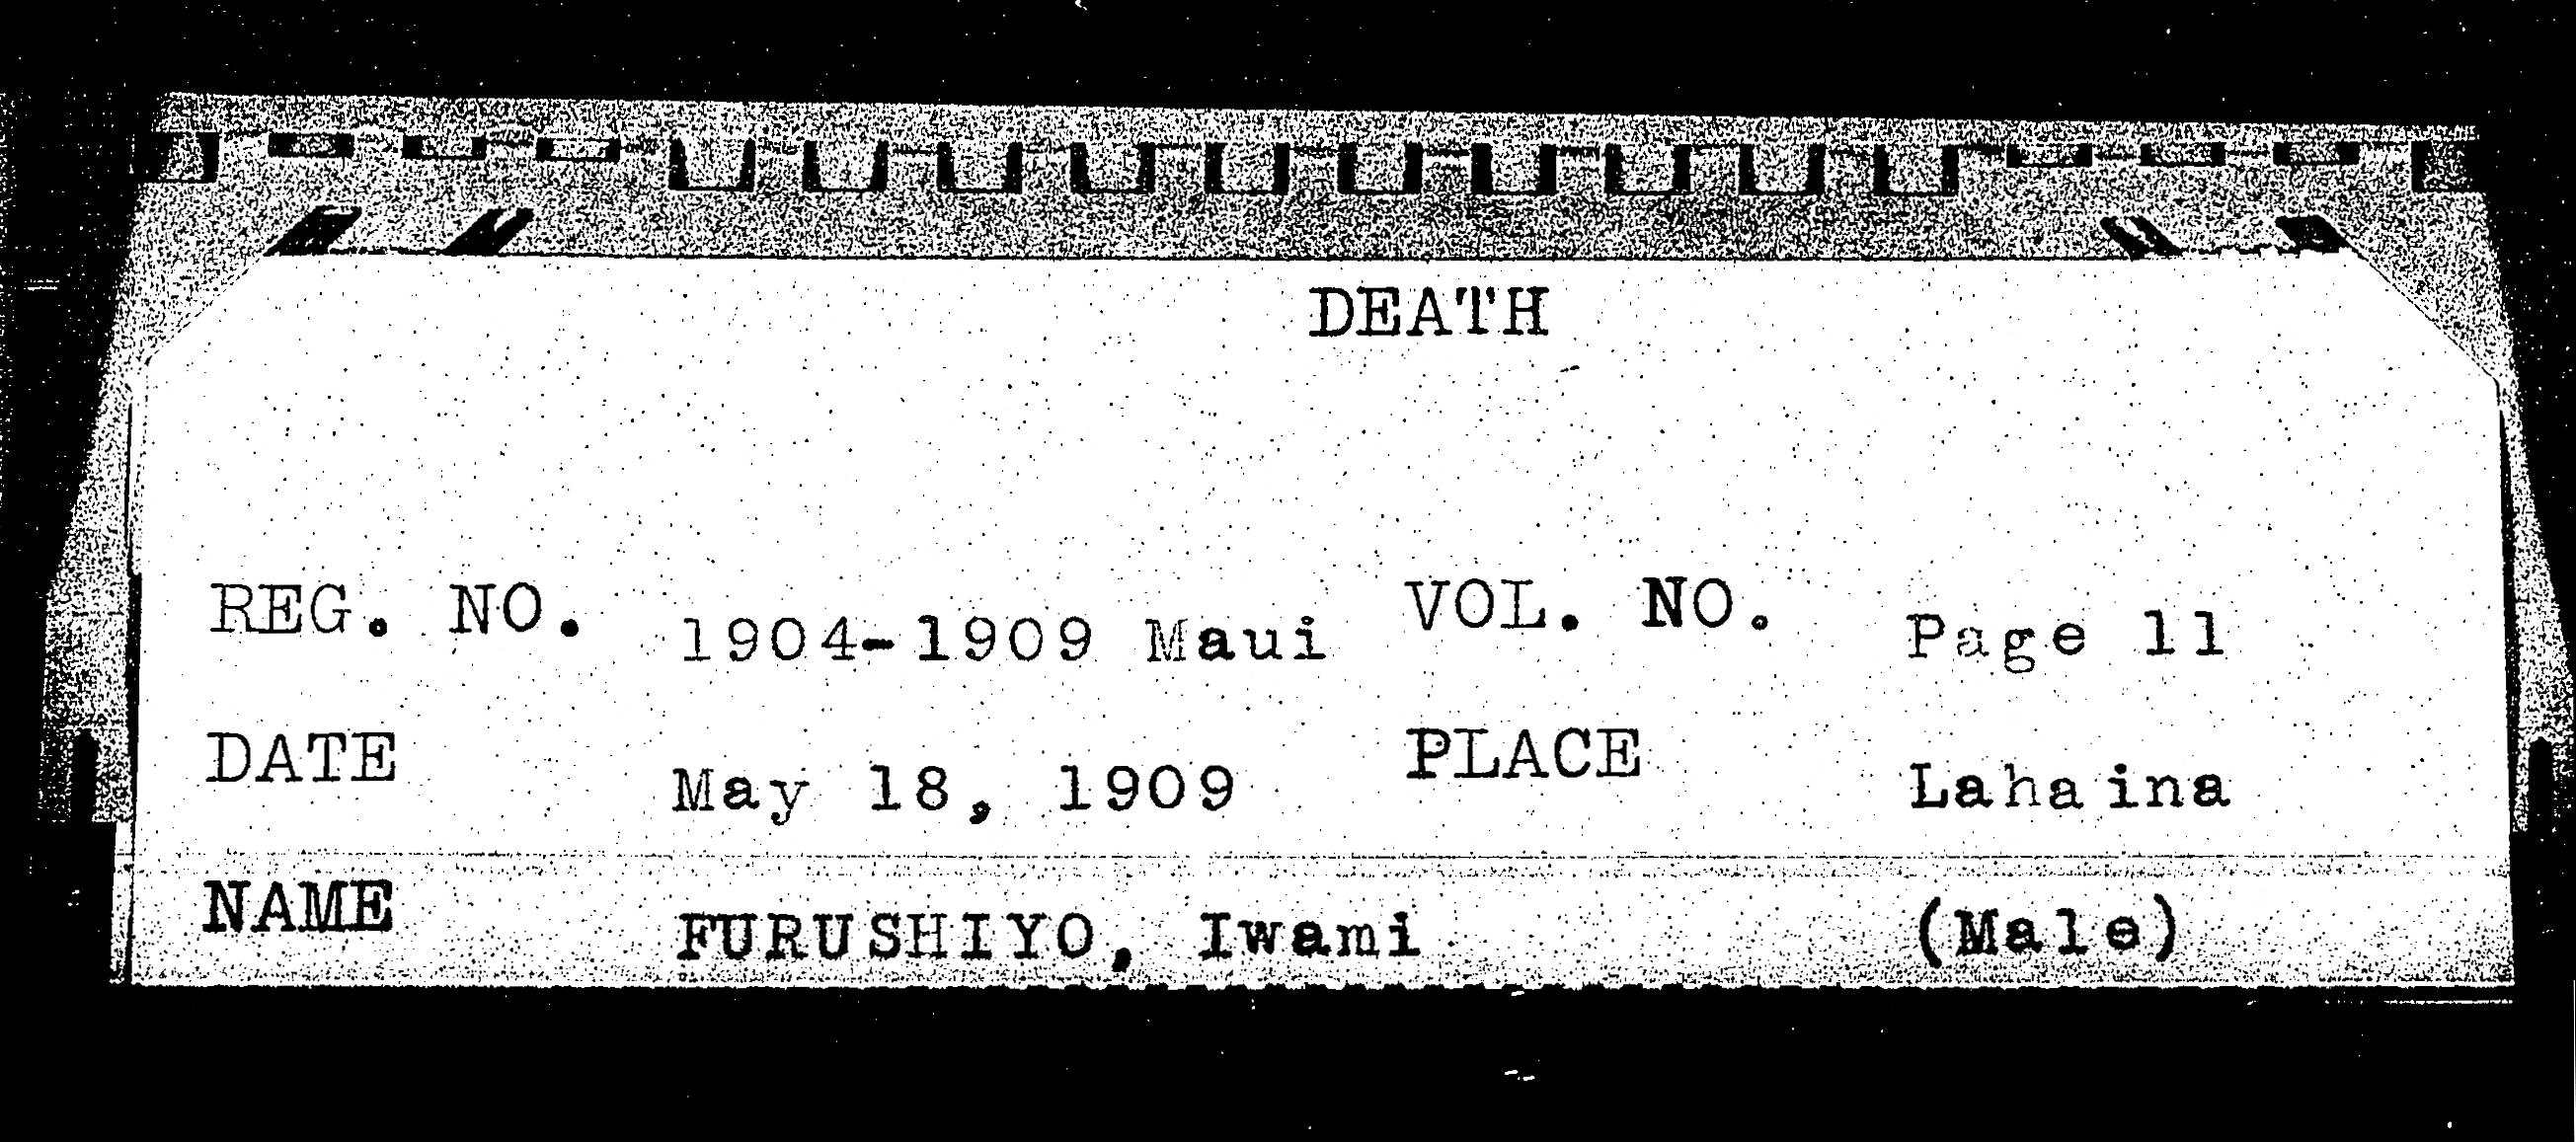 DEATH
REG. NO. 1904-1909 Maui VOL. NO. Page 11
DATE May 18, 1909 PLACE Lahaina
NAME FURUSHIYO, Iwami (Male)